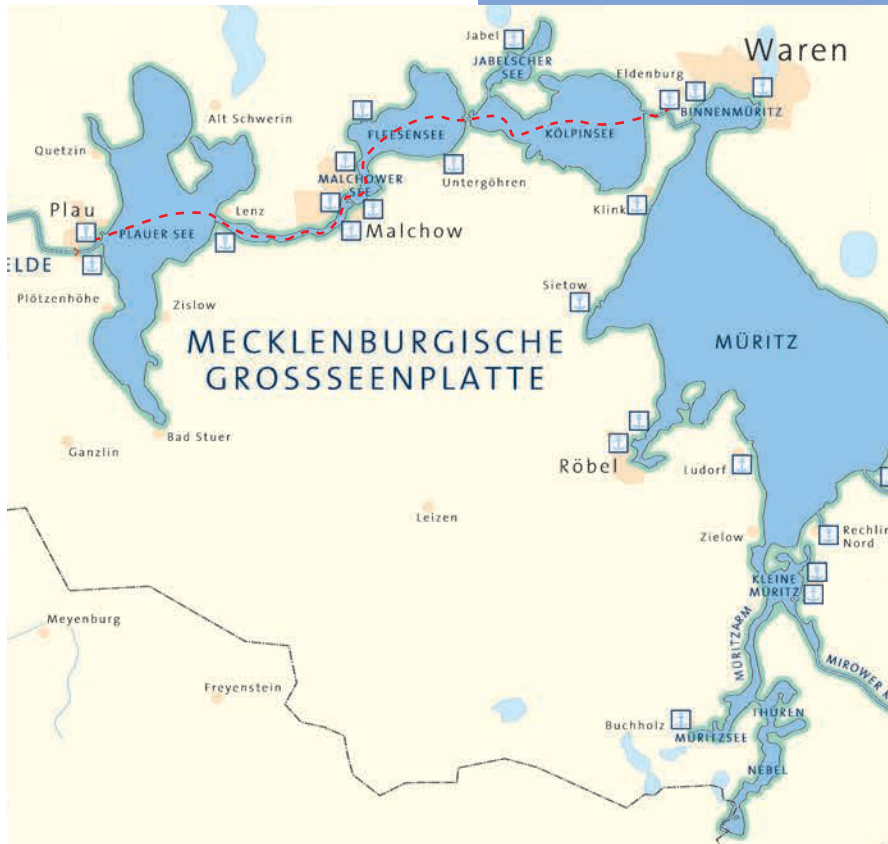 Jabel
JABELSCHER
SEE
Waren
Eldenburg
BINNENMÜRITZ
Alt Schwerin
FLEESENSEE
KÖLPINSEE
Quetzin
MALCHOWER
SEE
Untergöhren
Plau
Lenz
Klink
PLAUER SEE
Malchow
ELDE
Plötzenhöhe
Zislow
Sietow
MECKLENBURGISCHE
GROSSSEENPLATTE
MÜRITZ
Bad Stuer
Ganzlin
Röbel
Ludorf
Leizen
Zielow
Rechlin
Nord
KLEINE
MÜRITZ
Meyenburg
MÜRITZARM
MIROWER K
Freyenstein
Buchholz
THÜREN
MÜRITZSEE
NEBEL